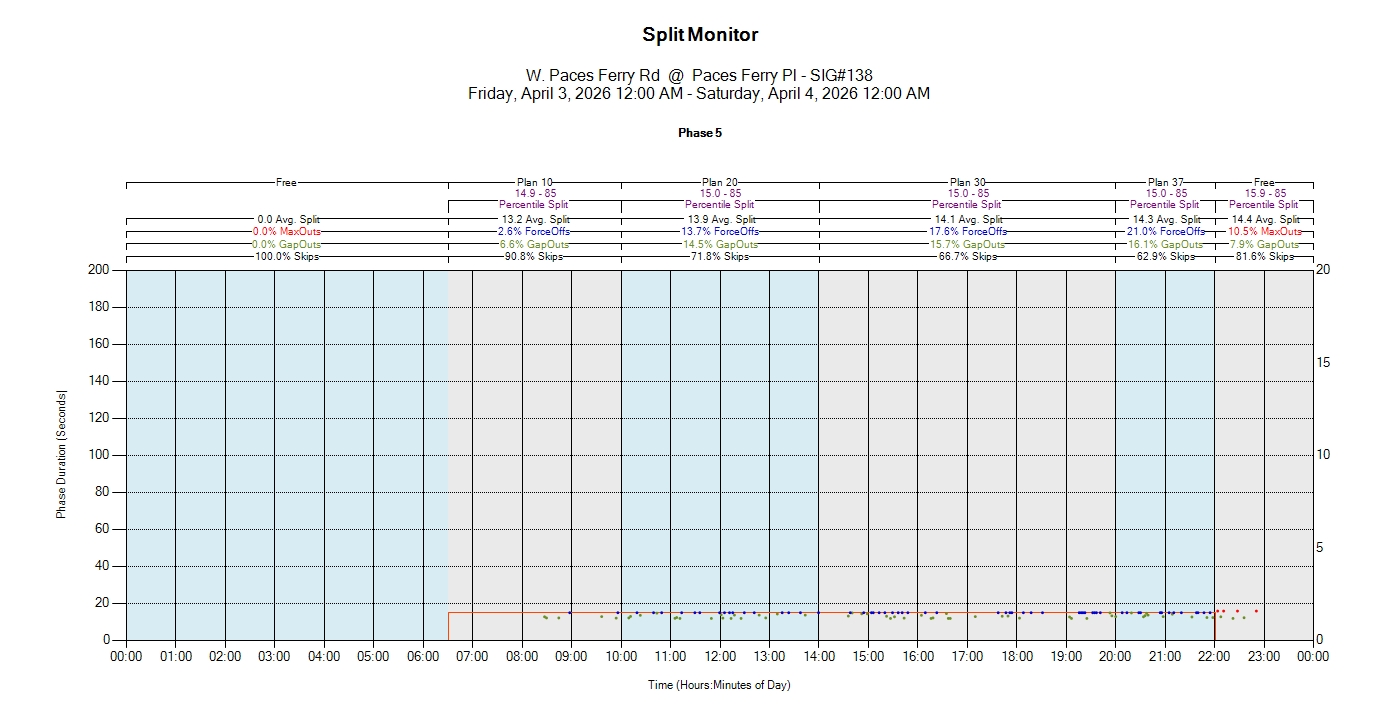 Split Monitor
W. Paces Ferry Rd @ Paces Ferry Pl - SIG#138
Friday, April 3, 2026 12:00 AM - Saturday, April 4, 2026 12:00 AM
Phase 5
Free Plan 10 Plan 20 Plan 30 Plan 37 Free
14.9 - 85 15.0 - 85 15.0 - 85 15.0 - 85 15.9 - 85
Percentile Split Percentile Split Percentile Split Percentile Split Percentile Split
0.0 Avg. Split 13.2 Avg. Split 13.9 Avg. Split 14.1 Avg. Split 14.3 Avg. Split 14.4 Avg. Split
0.0% MaxOuts 2.6% ForceOffs 13.7% ForceOffs 17.6% ForceOffs 21.0% ForceOffs 10.5% MaxOuts
0.0% GapOuts 6.6% GapOuts 14.5% GapOuts 15.7% GapOuts 16.1% GapOuts 7.9% GapOuts
100.0% Skips 90.8% Skips 71.8% Skips 66.7% Skips 62.9% Skips 81.6% Skips
200 20
180
160
15
140
120
100 10
80
60
5
40
20
0 0
Phase Duration (Seconds)
00:00 01:00 02:00 03:00 04:00 05:00 06:00 07:00 08:00 09:00 10:00 11:00 12:00 13:00 14:00 15:00 16:00 17:00 18:00 19:00 20:00 21:00 22:00 23:00 00:00
Time (Hours:Minutes of Day)